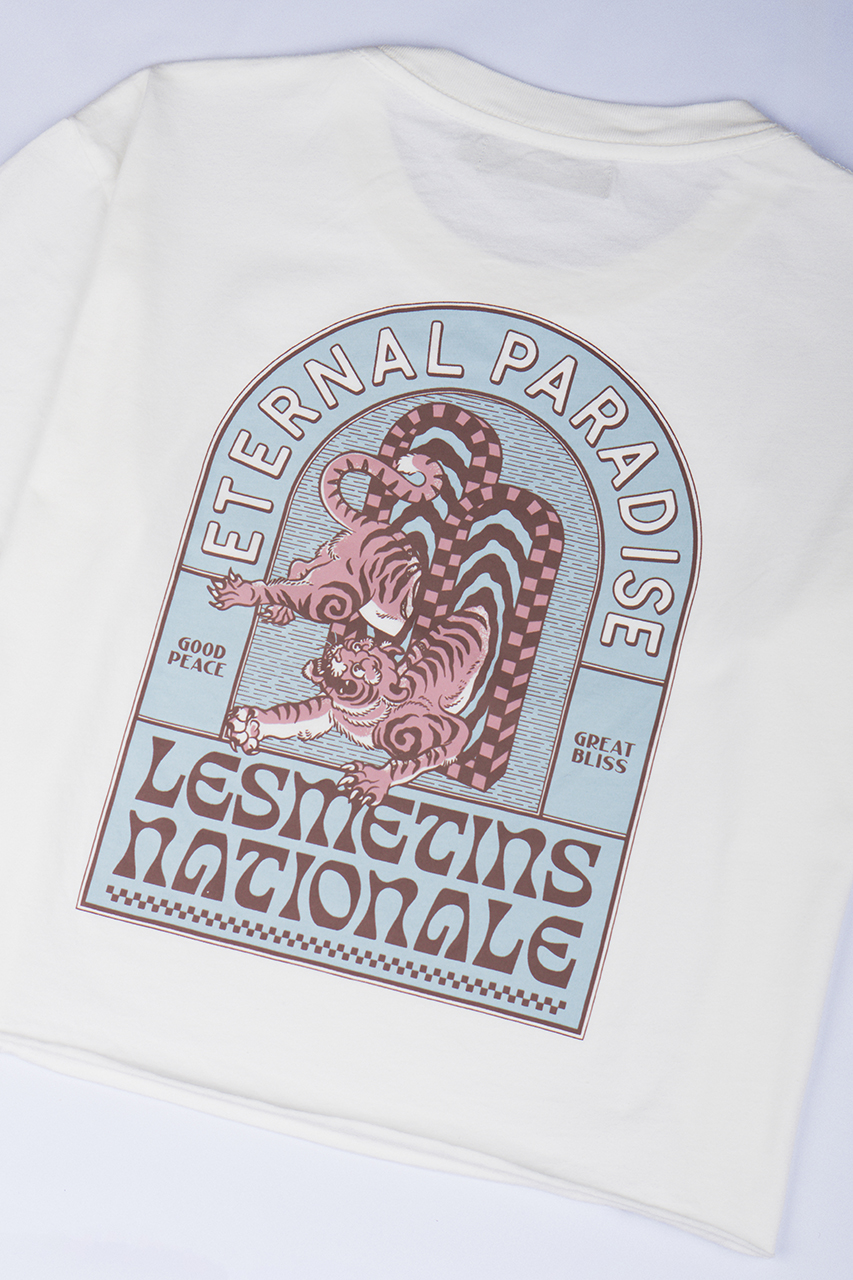 ETERNAL PARADISE
GOOD
PEACE
GREAT
BLISS
LESMETINS
NATIONALE